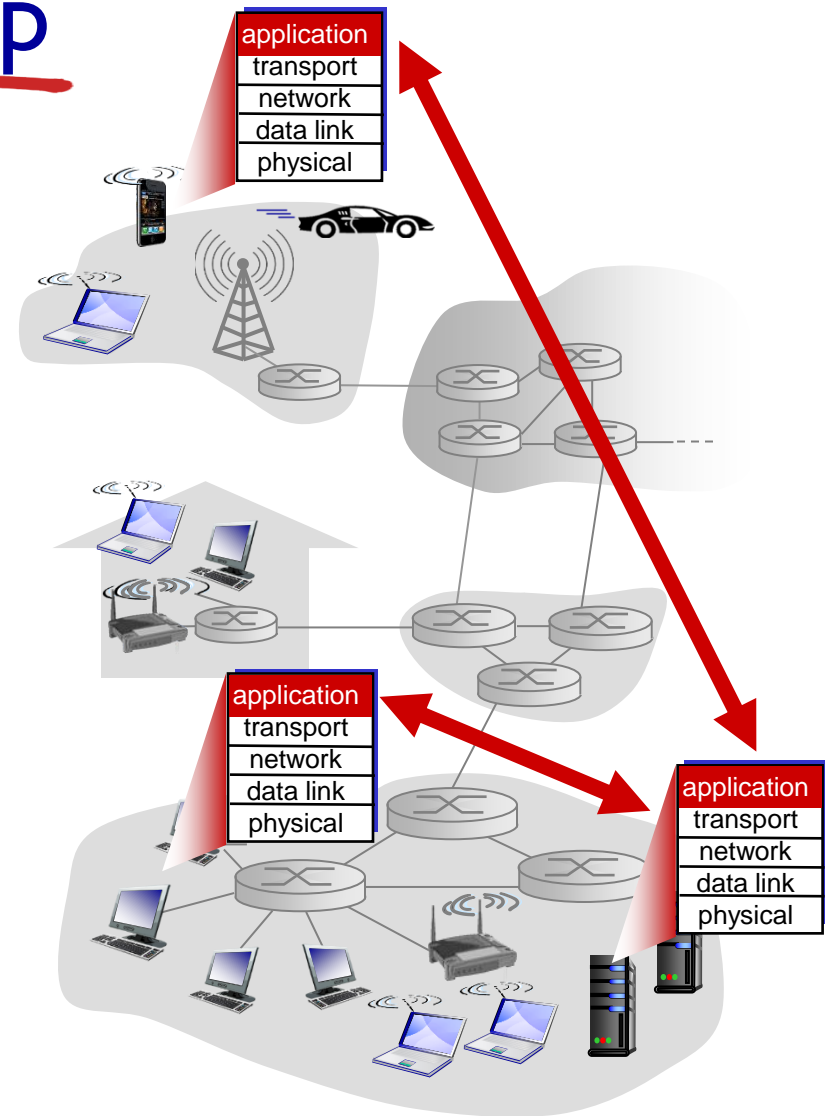 p
application
transport
network
data link
physical
application
transport
network
data link
physical
application
transport
network
data link
physical